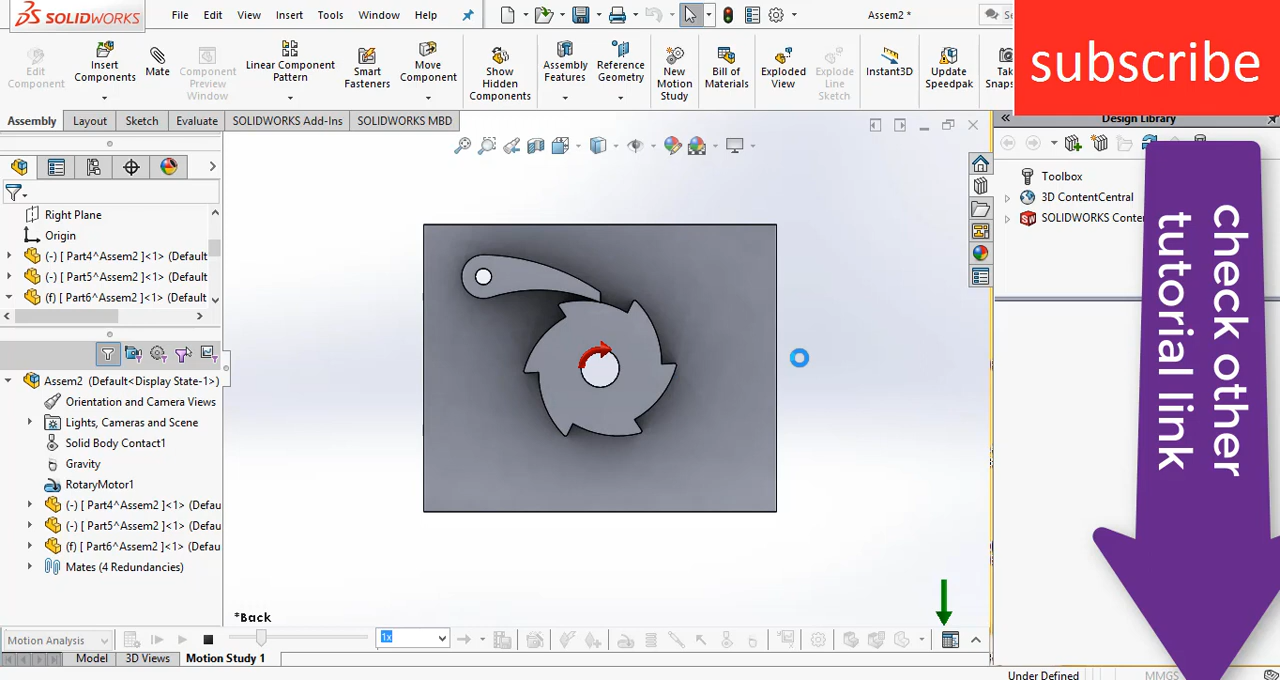 SOLIDWORKS
File Edit View Insert Tools Window Help
Assem2 *
subscribe
Edit Component
Insert Components
Mate
Component Preview Window
Linear Component Pattern
Smart Fasteners
Move Component
Show Hidden Components
Assembly Features
Reference Geometry
New Motion Study
Bill of Materials
Exploded View
Explode Line Sketch
Instant3D
Update Speedpak
Assembly Layout Sketch Evaluate SOLIDWORKS Add-Ins SOLIDWORKS MBD
Design Library
Toolbox
3D ContentCentral
SOLIDWORKS Conte
check other
tutorial link
Right Plane
Origin
(-) [ Part4^Assem2 ]<1> (Default
(-) [ Part5^Assem2 ]<1> (Default
(f) [ Part6^Assem2 ]<1> (Default
Assem2 (Default<Display State-1>)
Orientation and Camera Views
Lights, Cameras and Scene
Solid Body Contact1
Gravity
RotaryMotor1
(-) [ Part4^Assem2 ]<1> (Defau
(-) [ Part5^Assem2 ]<1> (Defau
(f) [ Part6^Assem2 ]<1> (Defau
Mates (4 Redundancies)
*Back
Motion Analysis
1x
Model 3D Views Motion Study 1
Under Defined
MMGS